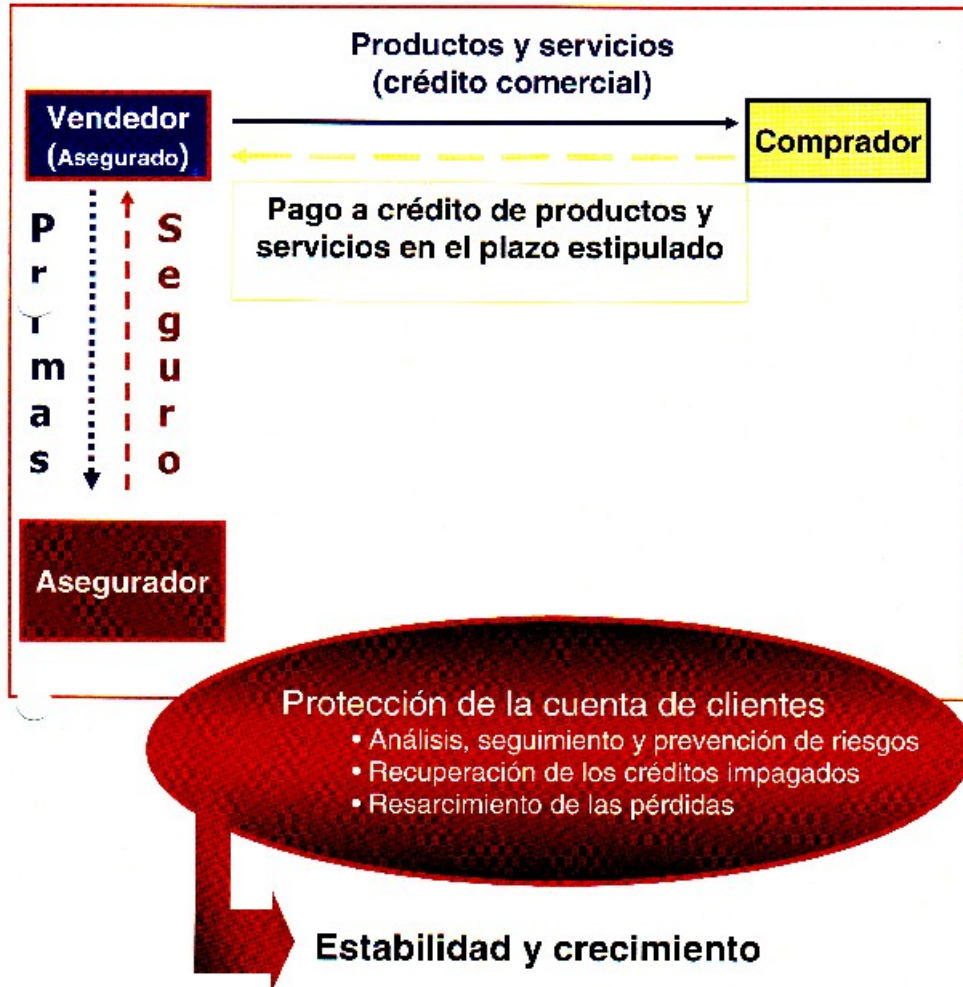 Productos y servicios
(crédito comercial)
Vendedor
(Asegurado)
Comprador
Pago a crédito de productos y
servicios en el plazo estipulado
Primas
Seguro
Asegurador
Protección de la cuenta de clientes
• Análisis, seguimiento y prevención de riesgos
• Recuperación de los créditos impagados
• Resarcimiento de las pérdidas
Estabilidad y crecimiento